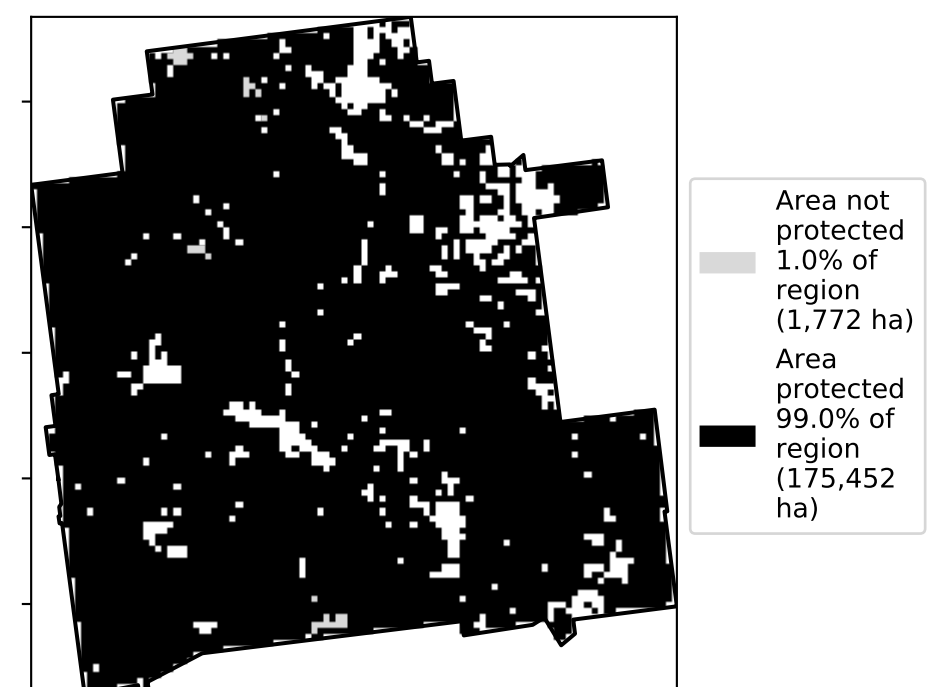 Area not
protected
1.0% of
region
(1,772 ha)
Area
protected
99.0% of
region
(175,452
ha)